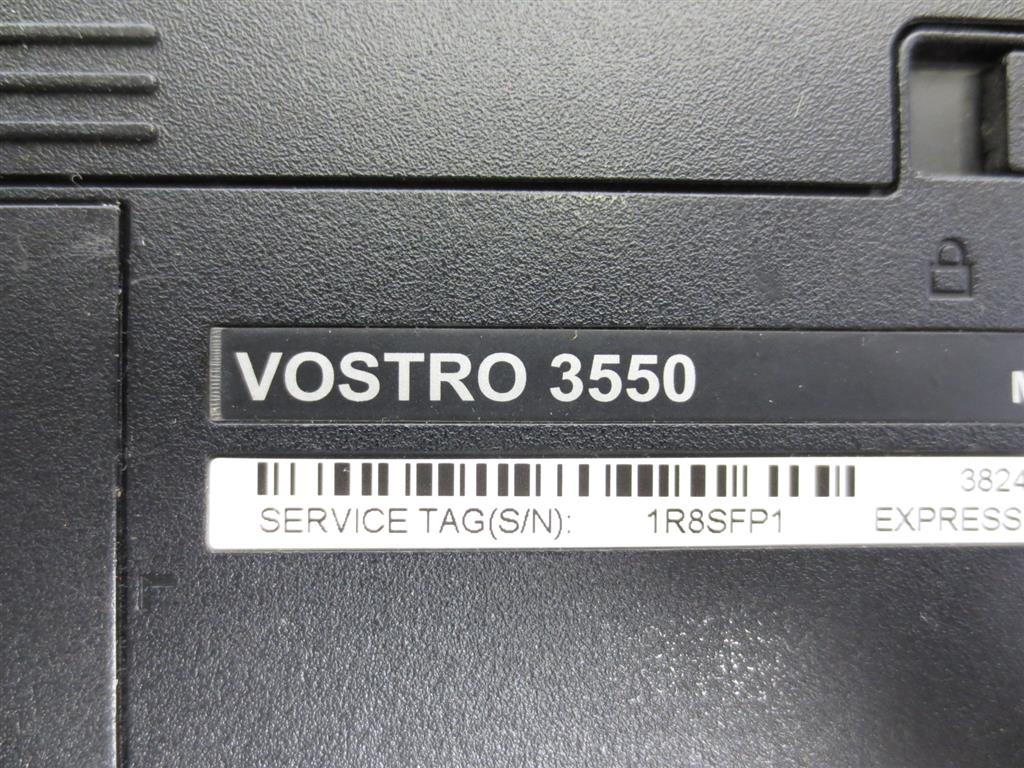 VOSTRO 3550 M
3824
SERVICE TAG(S/N): 1R8SFP1 EXPRESS